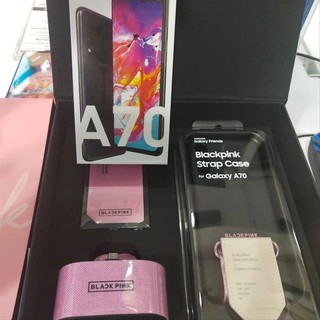 A70
Galaxy Friends
Blackpink
Strap Case
for Galaxy A70
BLACKPINK
BLACKPINK
BLACKPINK